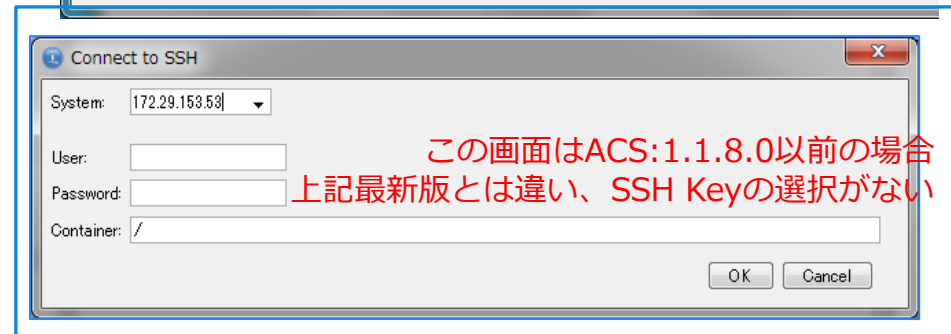 Connect to SSH
System: 172.29.153.53
User:
この画面はACS:1.1.8.0以前の場合
Password:
上記最新版とは違い、SSH Keyの選択がない
Container: /
OK Cancel